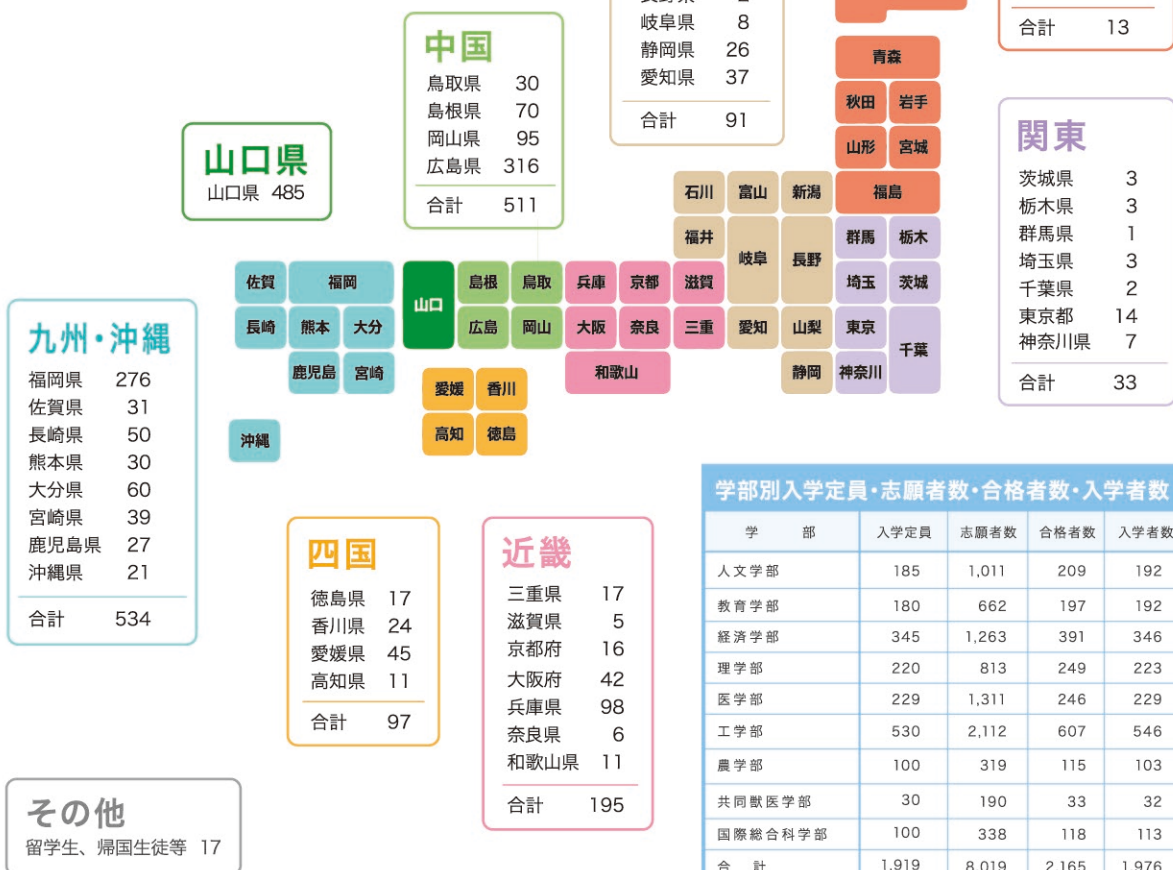 岐阜県 8
静岡県 26
愛知県 37
合計 91
合計 13
中国
鳥取県 30
島根県 70
岡山県 95
広島県 316
合計 511
山口県
山口県 485
関東
茨城県 3
栃木県 3
群馬県 1
埼玉県 3
千葉県 2
東京都 14
神奈川県 7
合計 33
青森
秋田 岩手
山形 宮城
石川 富山 新潟 福島
福井 岐阜 長野 群馬 栃木
佐賀 福岡 山口 島根 鳥取 兵庫 京都 滋賀 埼玉 茨城
長崎 熊本 大分 広島 岡山 大阪 奈良 三重 愛知 山梨 東京 千葉
鹿児島 宮崎 和歌山 静岡 神奈川
愛媛 香川
高知 徳島
沖縄
九州・沖縄
福岡県 276
佐賀県 31
長崎県 50
熊本県 30
大分県 60
宮崎県 39
鹿児島県 27
沖縄県 21
合計 534
四国
徳島県 17
香川県 24
愛媛県 45
高知県 11
合計 97
近畿
三重県 17
滋賀県 5
京都府 16
大阪府 42
兵庫県 98
奈良県 6
和歌山県 11
合計 195
その他
留学生、帰国生徒等 17
学部別入学定員・志願者数・合格者数・入学者数
学部 入学定員 志願者数 合格者数 入学者数
人文学部 185 1,011 209 192
教育学部 180 662 197 192
経済学部 345 1,263 391 346
理学部 220 813 249 223
医学部 229 1,311 246 229
工学部 530 2,112 607 546
農学部 100 319 115 103
共同獣医学部 30 190 33 32
国際総合科学部 100 338 118 113
合計 1,919 8,019 2,165 1,976